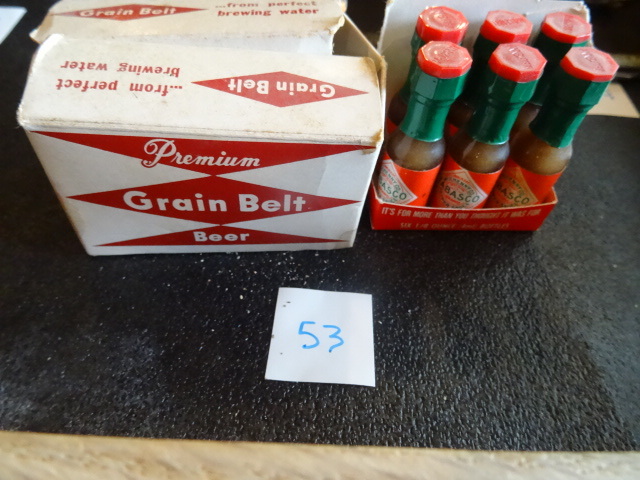 Grain Belt
...from perfect
brewing water
...from perfect
brewing water
Grain Belt
Premium
Grain Belt
Beer
TABASCO
TABASCO
IT'S FOR MORE THAN YOU THOUGHT IT WAS FOR
53